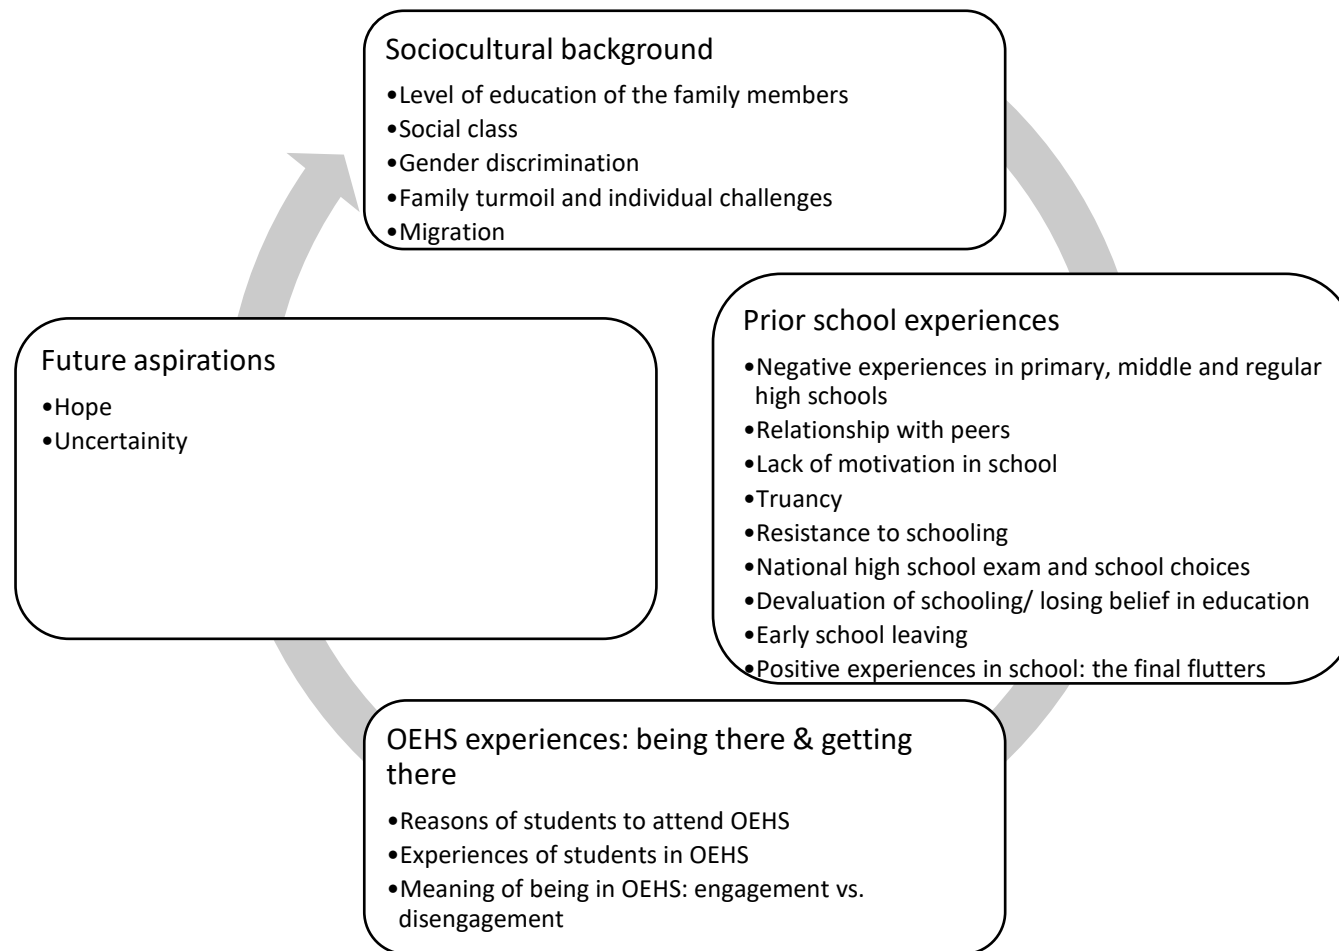 Sociocultural background
•Level of education of the family members
•Social class
•Gender discrimination
•Family turmoil and individual challenges
•Migration
Prior school experiences
•Negative experiences in primary, middle and regular
high schools
•Relationship with peers
•Lack of motivation in school
•Truancy
•Resistance to schooling
•National high school exam and school choices
•Devaluation of schooling/ losing belief in education
•Early school leaving
•Positive experiences in school: the final flutters
OEHS experiences: being there & getting
there
•Reasons of students to attend OEHS
•Experiences of students in OEHS
•Meaning of being in OEHS: engagement vs.
disengagement
Future aspirations
•Hope
•Uncertainity